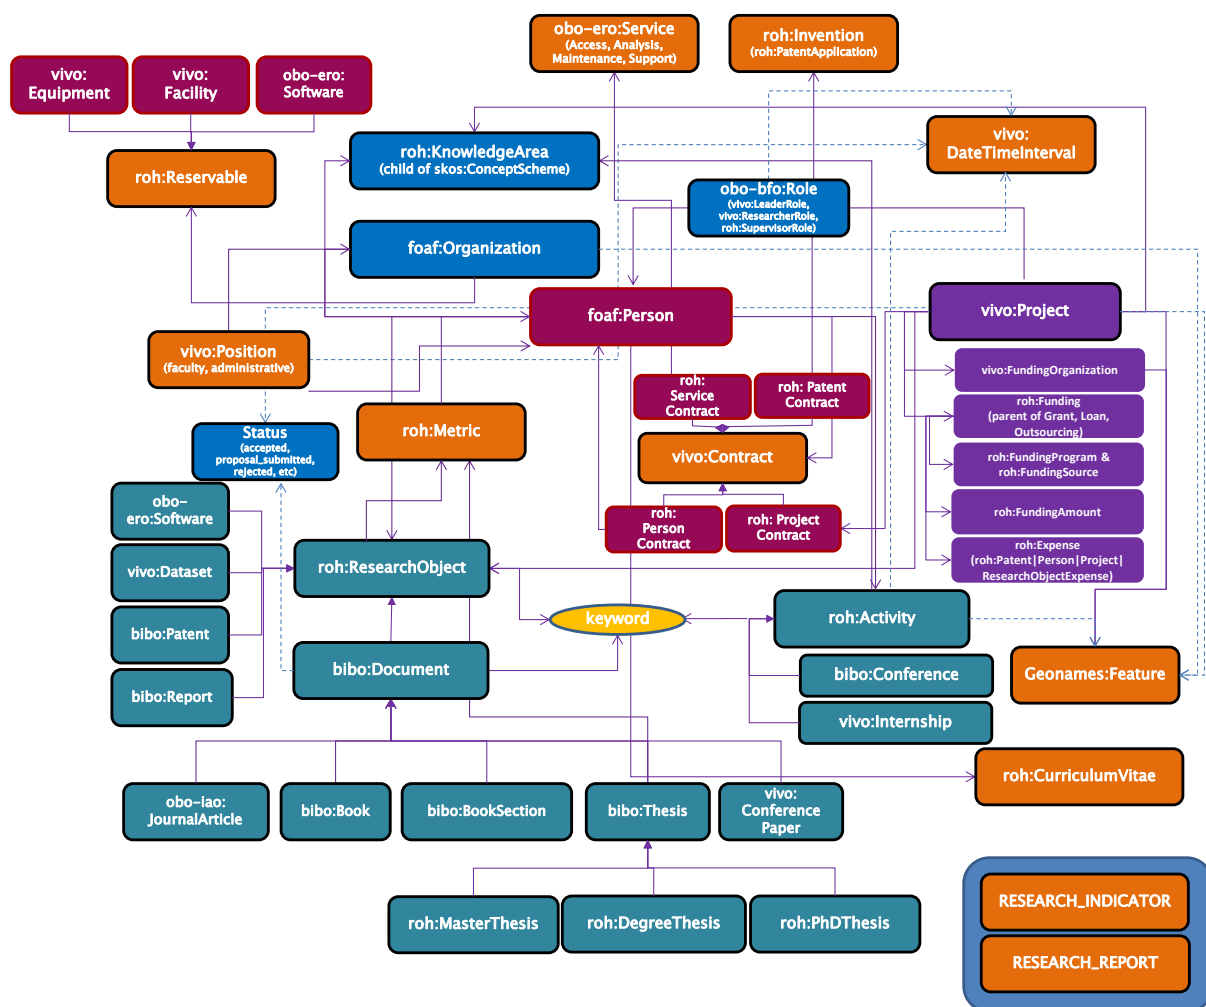 obo-ero:Service
(Access, Analysis,
Maintenance, Support)
roh:Invention
(roh:PatentApplication)
vivo:
Equipment
vivo:
Facility
obo-ero:
Software
roh:Reservable
roh:KnowledgeArea
(child of skos:ConceptScheme)
vivo:
DateTimeInterval
obo-bfo:Role
(vivo:LeaderRole,
vivo:ResearcherRole,
roh:SupervisorRole)
foaf:Organization
foaf:Person
vivo:Project
vivo:Position
(faculty, administrative)
vivo:FundingOrganization
roh:
Service
Contract
roh: Patent
Contract
roh:Funding
(parent of Grant, Loan,
Outsourcing)
roh:Metric
Status
(accepted,
proposal_submitted,
rejected, etc)
vivo:Contract
roh:FundingProgram &
roh:FundingSource
obo-
ero:Software
roh:FundingAmount
roh:
Person
Contract
roh: Project
Contract
roh:Expense
(roh:Patent|Person|Project|
ResearchObjectExpense)
vivo:Dataset
roh:ResearchObject
bibo:Patent
keyword
roh:Activity
bibo:Report
bibo:Document
bibo:Conference
Geonames:Feature
vivo:Internship
roh:CurriculumVitae
obo-iao:
JournalArticle
bibo:Book
bibo:BookSection
bibo:Thesis
vivo:
Conference
Paper
roh:MasterThesis
roh:DegreeThesis
roh:PhDThesis
RESEARCH_INDICATOR
RESEARCH_REPORT